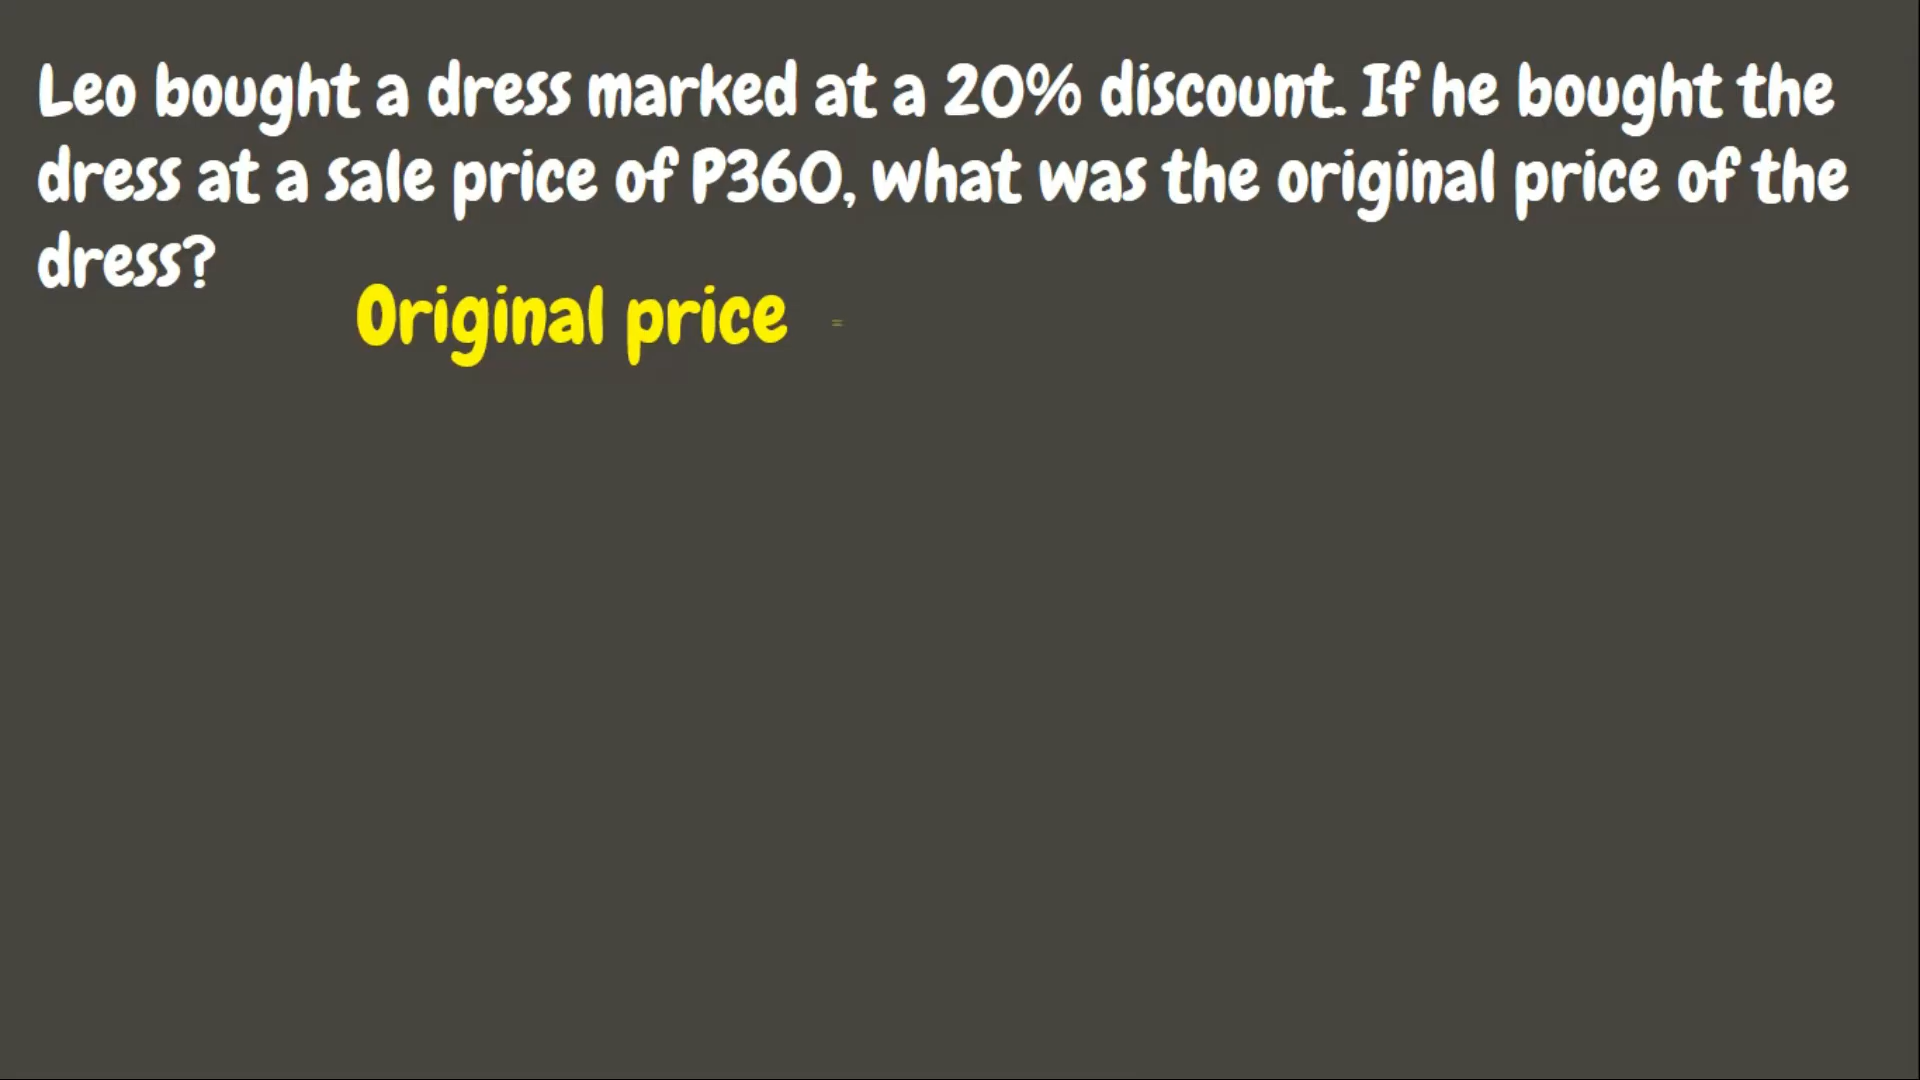 Leo bought a dress marked at a 20% discount. If he bought the
dress at a sale price of P360, what was the original price of the
dress?
Original price =